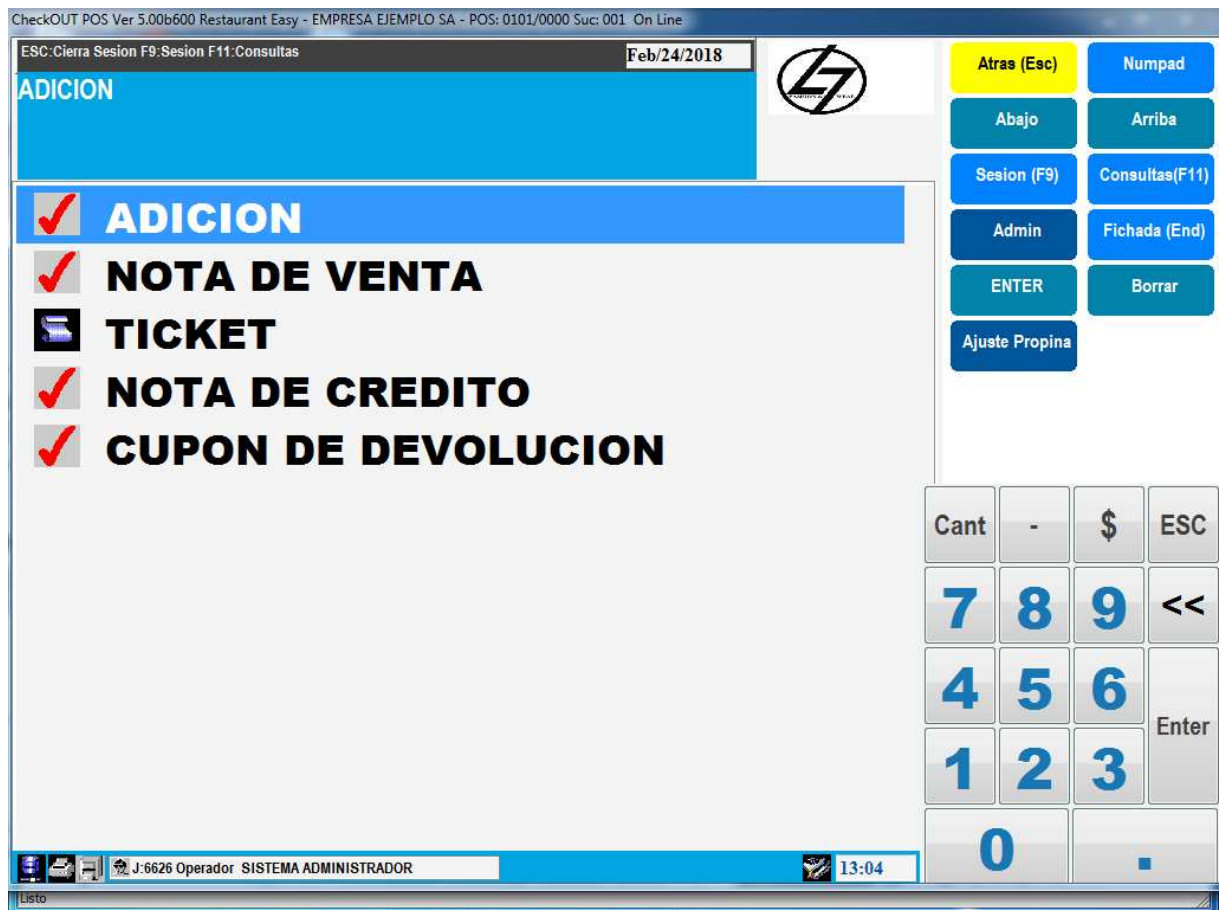 CheckOUT POS Ver 5.00b600 Restaurant Easy - EMPRESA EJEMPLO SA - POS: 0101/0000 Suc: 001 On Line
ESC:Cierra Sesion F9:Sesion F11:Consultas
Feb/24/2018
ADICION
Atras (Esc)
Numpad
Abajo
Arriba
Sesion (F9)
Consultas(F11)
Admin
Fichada (End)
ENTER
Borrar
Ajuste Propina
ADICION
NOTA DE VENTA
TICKET
NOTA DE CREDITO
CUPON DE DEVOLUCION
Cant - $ ESC
7 8 9 <<
4 5 6
Enter
1 2 3
0 .
J:6626 Operador SISTEMA ADMINISTRADOR
13:04
Listo